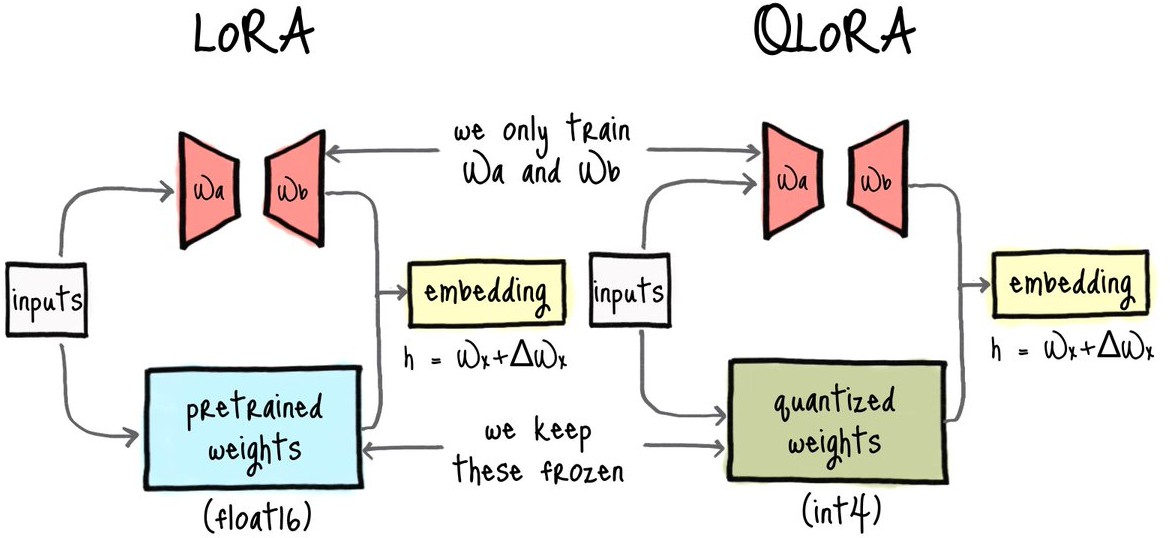 LoRA
QLoRA
we only train
Wa and Wb
Wa
Wb
Wa
Wb
inputs
embedding
h = Wx+ΔWx
inputs
embedding
h = Wx+ΔWx
pretrained
weights
(float16)
we keep
these frozen
quantized
weights
(int4)